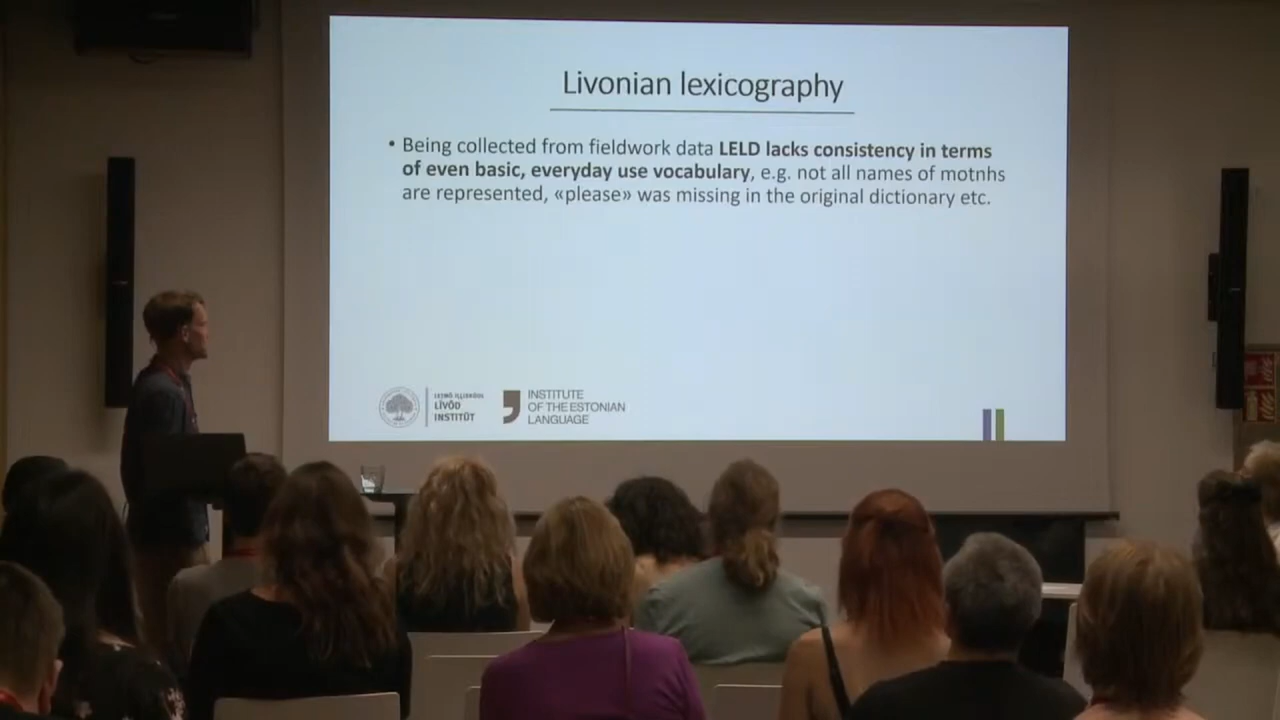 Livonian lexicography
• Being collected from fieldwork data LELD lacks consistency in terms
of even basic, everyday use vocabulary, e.g. not all names of motnhs
are represented, «please» was missing in the original dictionary etc.
LĪVÕD
INSTITŪT
INSTITUTE
OF THE ESTONIAN
LANGUAGE